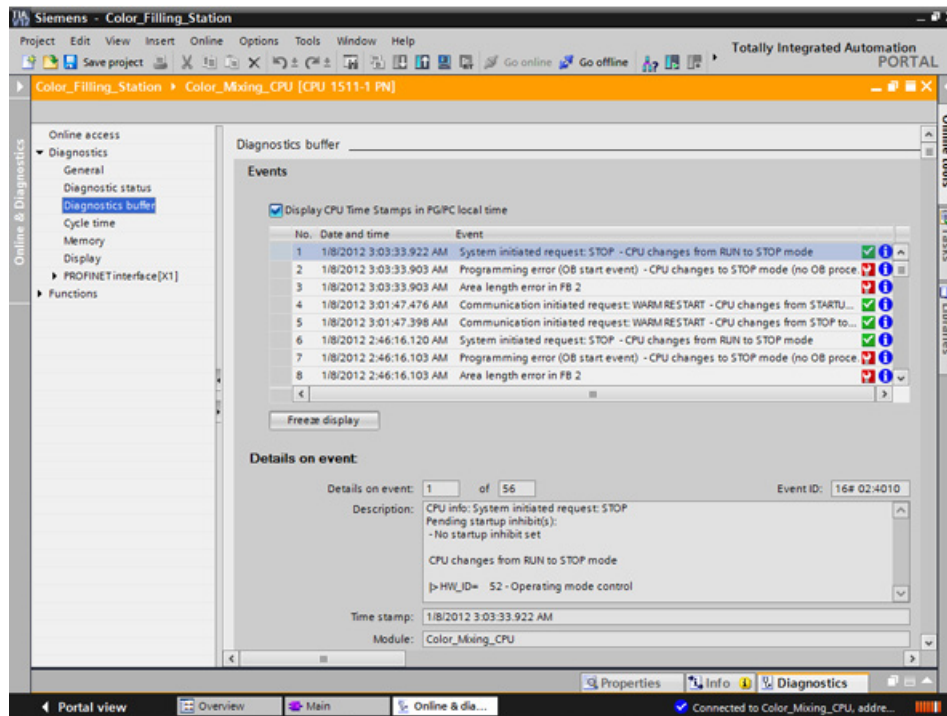 Siemens - Color_Filling_Station
Project Edit View Insert Online Options Tools Window Help
Totally Integrated Automation
PORTAL
Save project Go online Go offline
Color_Filling_Station Color_Mixing_CPU [CPU 1511-1 PN]
Online & Diagnostics
Online access
Diagnostics
General
Diagnostic status
Diagnostics buffer
Cycle time
Memory
Display
PROFINET interface [X1]
Functions
Diagnostics buffer
Events
Display CPU Time Stamps in PG/PC local time
No. Date and time Event
1 1/8/2012 3:03:33.922 AM System initiated request: STOP - CPU changes from RUN to STOP mode
2 1/8/2012 3:03:33.903 AM Programming error (OB start event) - CPU changes to STOP mode (no OB proce.
3 1/8/2012 3:03:33.903 AM Area length error in FB 2
4 1/8/2012 3:01:47.476 AM Communication initiated request: WARM RESTART - CPU changes from STARTU...
5 1/8/2012 3:01:47.398 AM Communication initiated request: WARM RESTART - CPU changes from STOP to...
6 1/8/2012 2:46:16.120 AM System initiated request: STOP - CPU changes from RUN to STOP mode
7 1/8/2012 2:46:16.103 AM Programming error (OB start event) - CPU changes to STOP mode (no OB proce.
8 1/8/2012 2:46:16.103 AM Area length error in FB 2
Freeze display
Details on event:
Details on event: 1 of 56 Event ID: 16# 02:4010
Description: CPU info: System initiated request: STOP
Pending startup inhibit(s):
- No startup inhibit set
CPU changes from RUN to STOP mode
HW_ID= 52 - Operating mode control
Time stamp: 1/8/2012 3:03:33.922 AM
Module: Color_Mixing_CPU
Online tools
Tasks
Libraries
Properties Info Diagnostics
Portal view Overview Main Online & dia... Connected to Color_Mixing_CPU, addre...